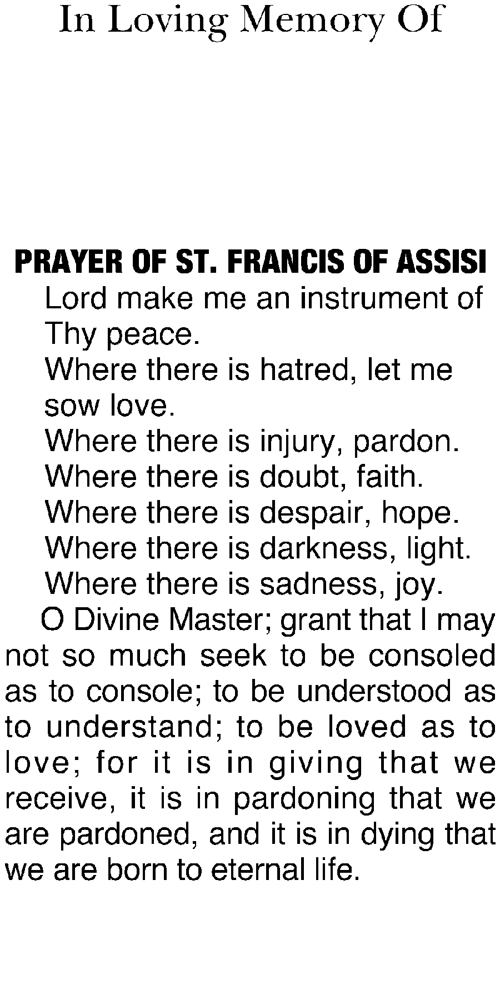 In Loving Memory Of
PRAYER OF ST. FRANCIS OF ASSISI
Lord make me an instrument of
Thy peace.
Where there is hatred, let me
sow love.
Where there is injury, pardon.
Where there is doubt, faith.
Where there is despair, hope.
Where there is darkness, light.
Where there is sadness, joy.
O Divine Master; grant that I may
not so much seek to be consoled
as to console; to be understood as
to understand; to be loved as to
love; for it is in giving that we
receive, it is in pardoning that we
are pardoned, and it is in dying that
we are born to eternal life.